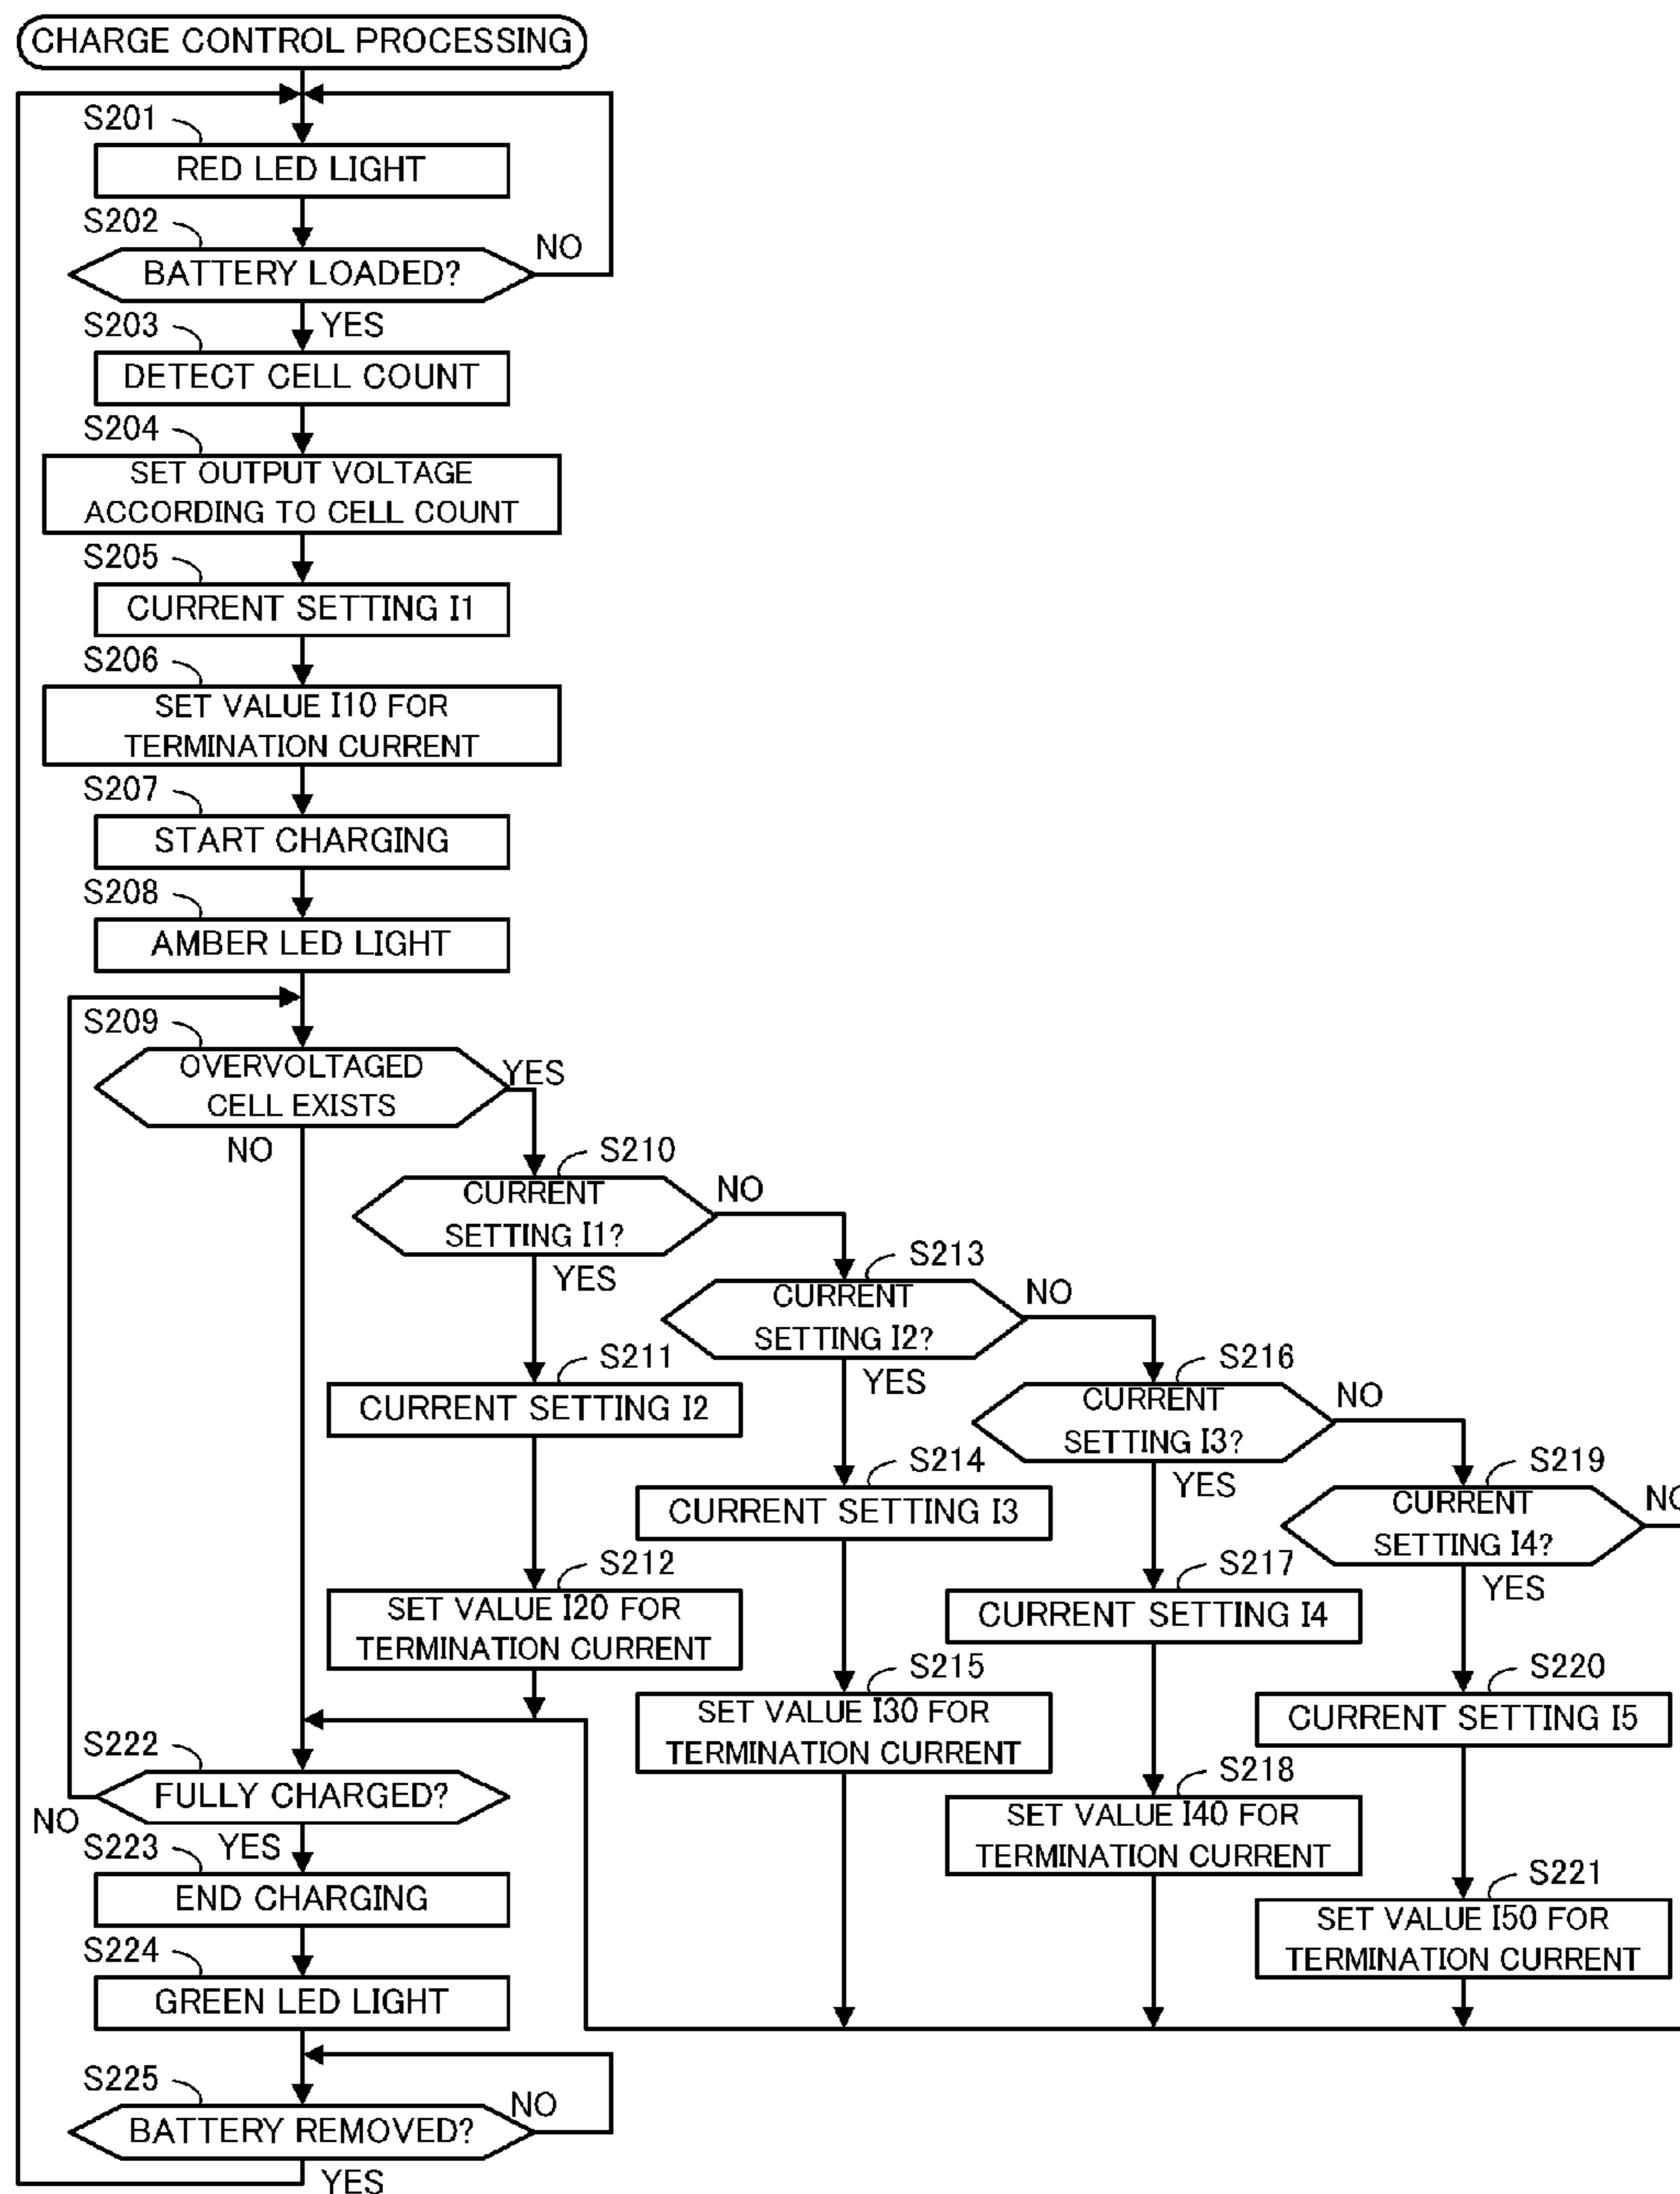 CHARGE CONTROL PROCESSING
S201
RED LED LIGHT
S202
NO
BATTERY LOADED?
YES
S203
DETECT CELL COUNT
S204
SET OUTPUT VOLTAGE
ACCORDING TO CELL COUNT
S205
CURRENT SETTING I1
S206
SET VALUE I10 FOR
TERMINATION CURRENT
S207
START CHARGING
S208
AMBER LED LIGHT
S209
OVERVOLTAGED
CELL EXISTS
YES
NO
S210
CURRENT
SETTING I1?
NO
YES
S211
CURRENT SETTING I2
S212
SET VALUE I20 FOR
TERMINATION CURRENT
S213
CURRENT
SETTING I2?
NO
YES
S214
CURRENT SETTING I3
S215
SET VALUE I30 FOR
TERMINATION CURRENT
S216
CURRENT
SETTING I3?
NO
YES
S217
CURRENT SETTING I4
S218
SET VALUE I40 FOR
TERMINATION CURRENT
S219
CURRENT
SETTING I4?
NO
YES
S220
CURRENT SETTING I5
S221
SET VALUE I50 FOR
TERMINATION CURRENT
S222
FULLY CHARGED?
NO
YES
S223
END CHARGING
S224
GREEN LED LIGHT
S225
NO
BATTERY REMOVED?
YES